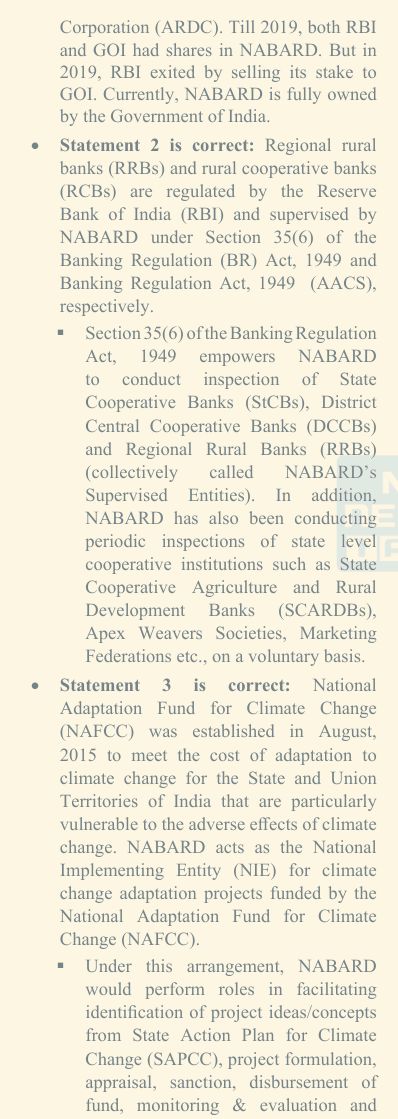 Corporation (ARDC). Till 2019, both RBI
and GOI had shares in NABARD. But in
2019, RBI exited by selling its stake to
GOI. Currently, NABARD is fully owned
by the Government of India.
• Statement 2 is correct: Regional rural
banks (RRBs) and rural cooperative banks
(RCBs) are regulated by the Reserve
Bank of India (RBI) and supervised by
NABARD under Section 35(6) of the
Banking Regulation (BR) Act, 1949 and
Banking Regulation Act, 1949 (AACS),
respectively.
▪ Section 35(6) of the Banking Regulation
Act, 1949 empowers NABARD
to conduct inspection of State
Cooperative Banks (StCBs), District
Central Cooperative Banks (DCCBs)
and Regional Rural Banks (RRBs)
(collectively called NABARD's
Supervised Entities). In addition,
NABARD has also been conducting
periodic inspections of state level
cooperative institutions such as State
Cooperative Agriculture and Rural
Development Banks (SCARDBs),
Apex Weavers Societies, Marketing
Federations etc., on a voluntary basis.
• Statement 3 is correct: National
Adaptation Fund for Climate Change
(NAFCC) was established in August,
2015 to meet the cost of adaptation to
climate change for the State and Union
Territories of India that are particularly
vulnerable to the adverse effects of climate
change. NABARD acts as the National
Implementing Entity (NIE) for climate
change adaptation projects funded by the
National Adaptation Fund for Climate
Change (NAFCC).
▪ Under this arrangement, NABARD
would perform roles in facilitating
identification of project ideas/concepts
from State Action Plan for Climate
Change (SAPCC), project formulation,
appraisal, sanction, disbursement of
fund, monitoring & evaluation and